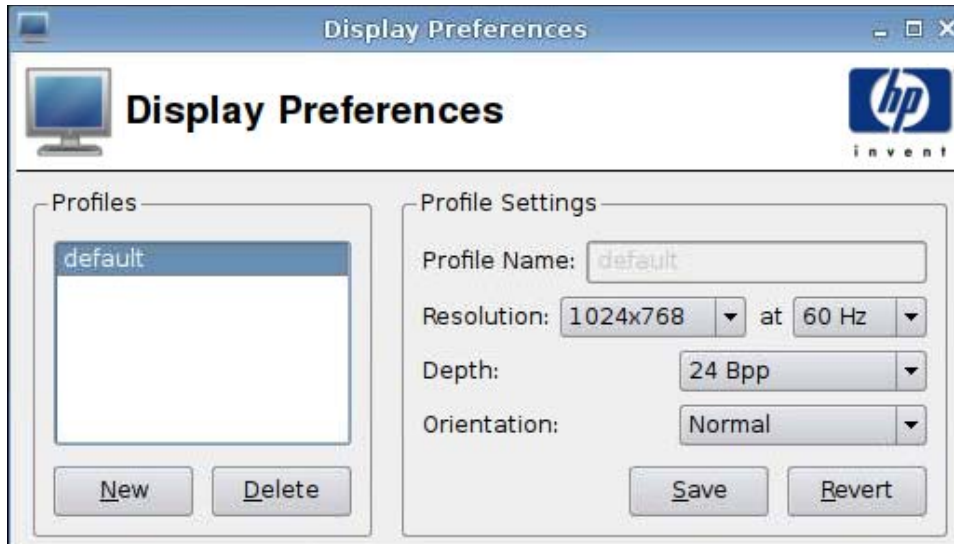 Display Preferences
Display Preferences
hp
invent
Profiles
default
New
Delete
Profile Settings
Profile Name: default
Resolution: 1024x768 at 60 Hz
Depth: 24 Bpp
Orientation: Normal
Save
Revert